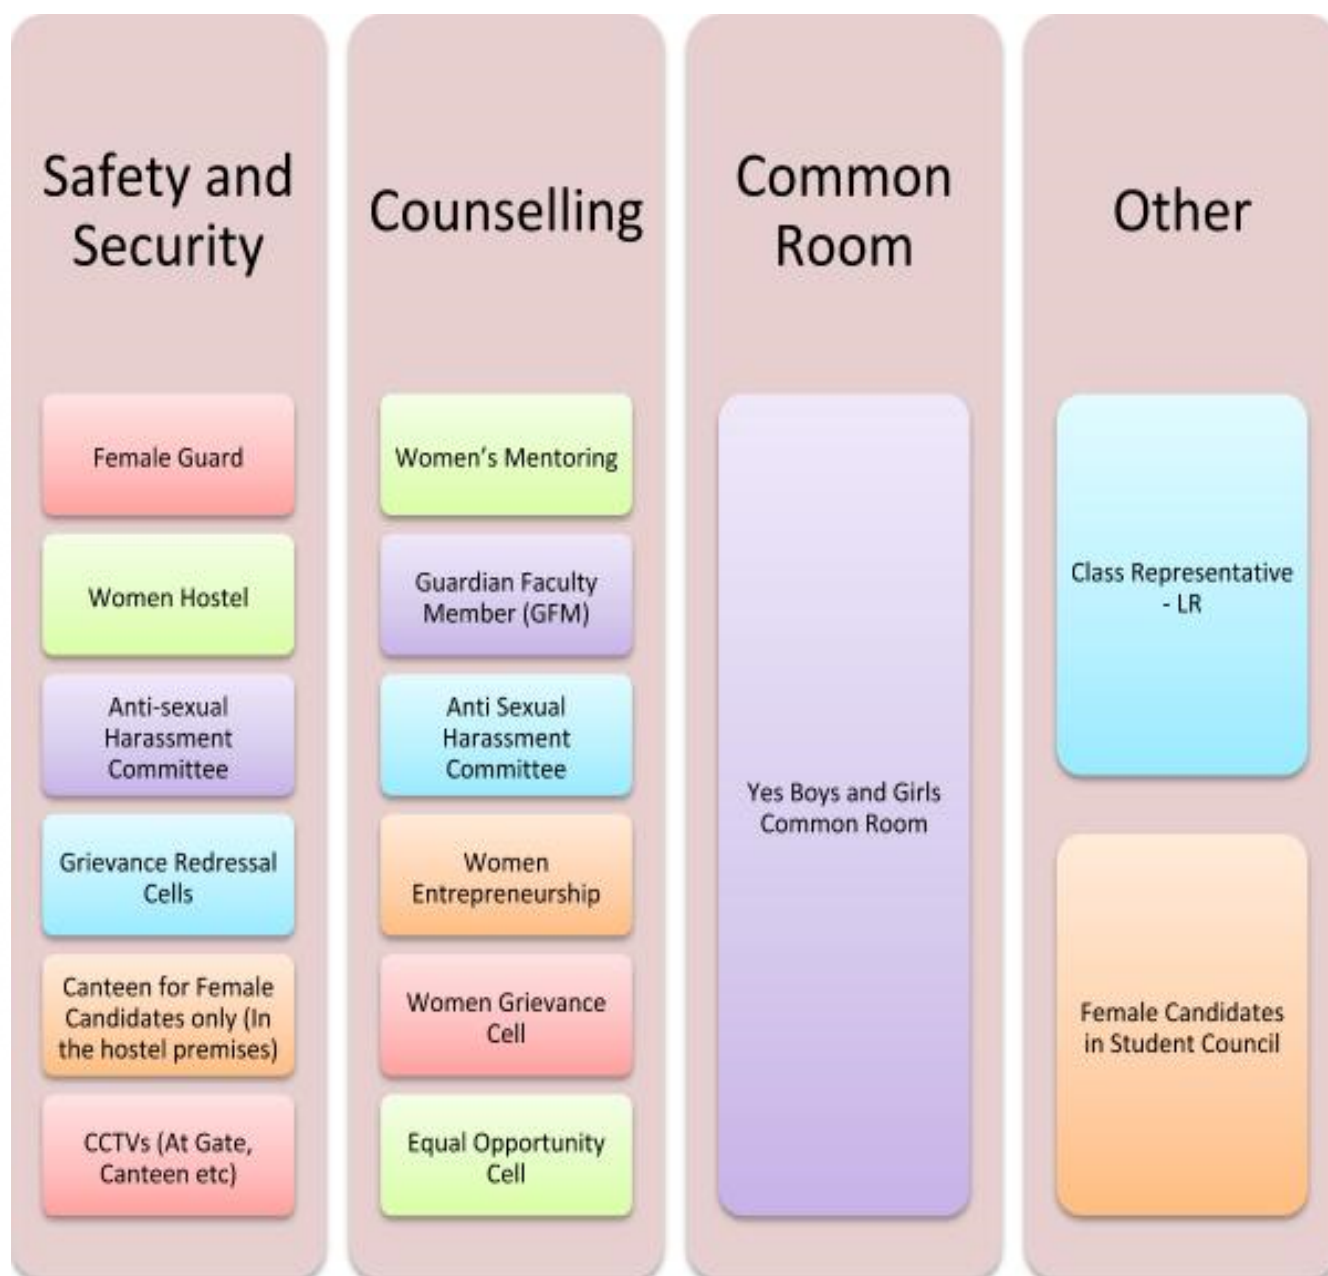 Safety and
Security
Female Guard
Women Hostel
Anti-sexual
Harassment
Committee
Grievance Redressal
Cells
Canteen for Female
Candidates only (In
the hostel premises)
CCTVs (At Gate,
Canteen etc)
Counselling
Women’s Mentoring
Guardian Faculty
Member (GFM)
Anti Sexual
Harassment
Committee
Women
Entrepreneurship
Women Grievance
Cell
Equal Opportunity
Cell
Common
Room
Yes Boys and Girls
Common Room
Other
Class Representative
- LR
Female Candidates
in Student Council